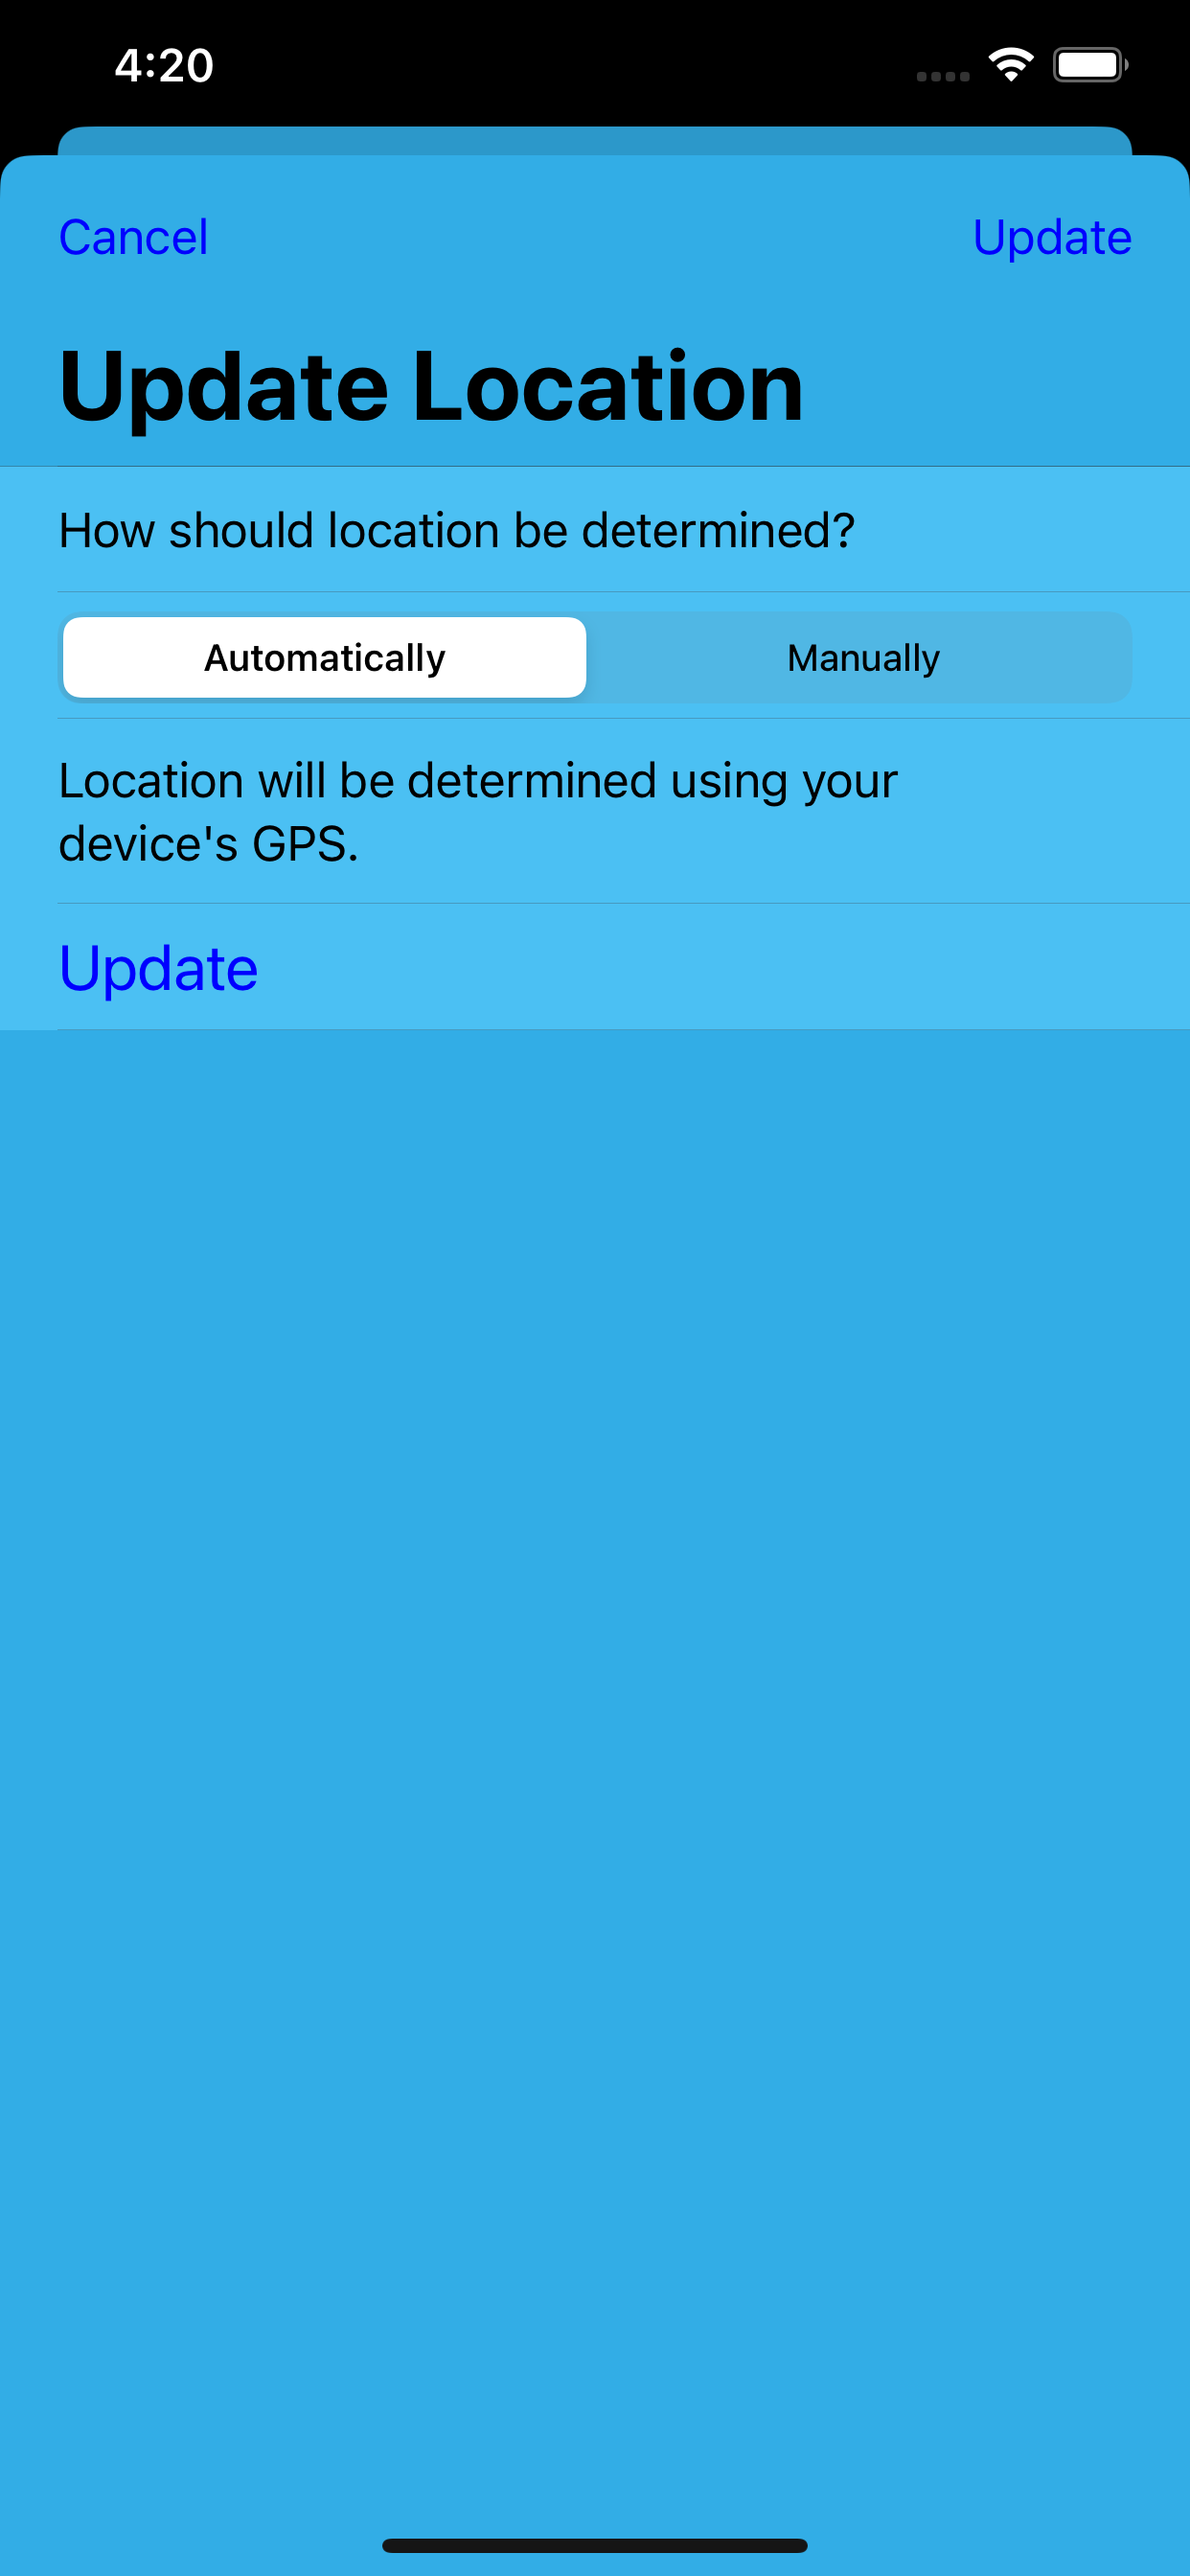 4:20
Cancel
Update
Update Location
How should location be determined?
Automatically
Manually
Location will be determined using your
device's GPS.
Update